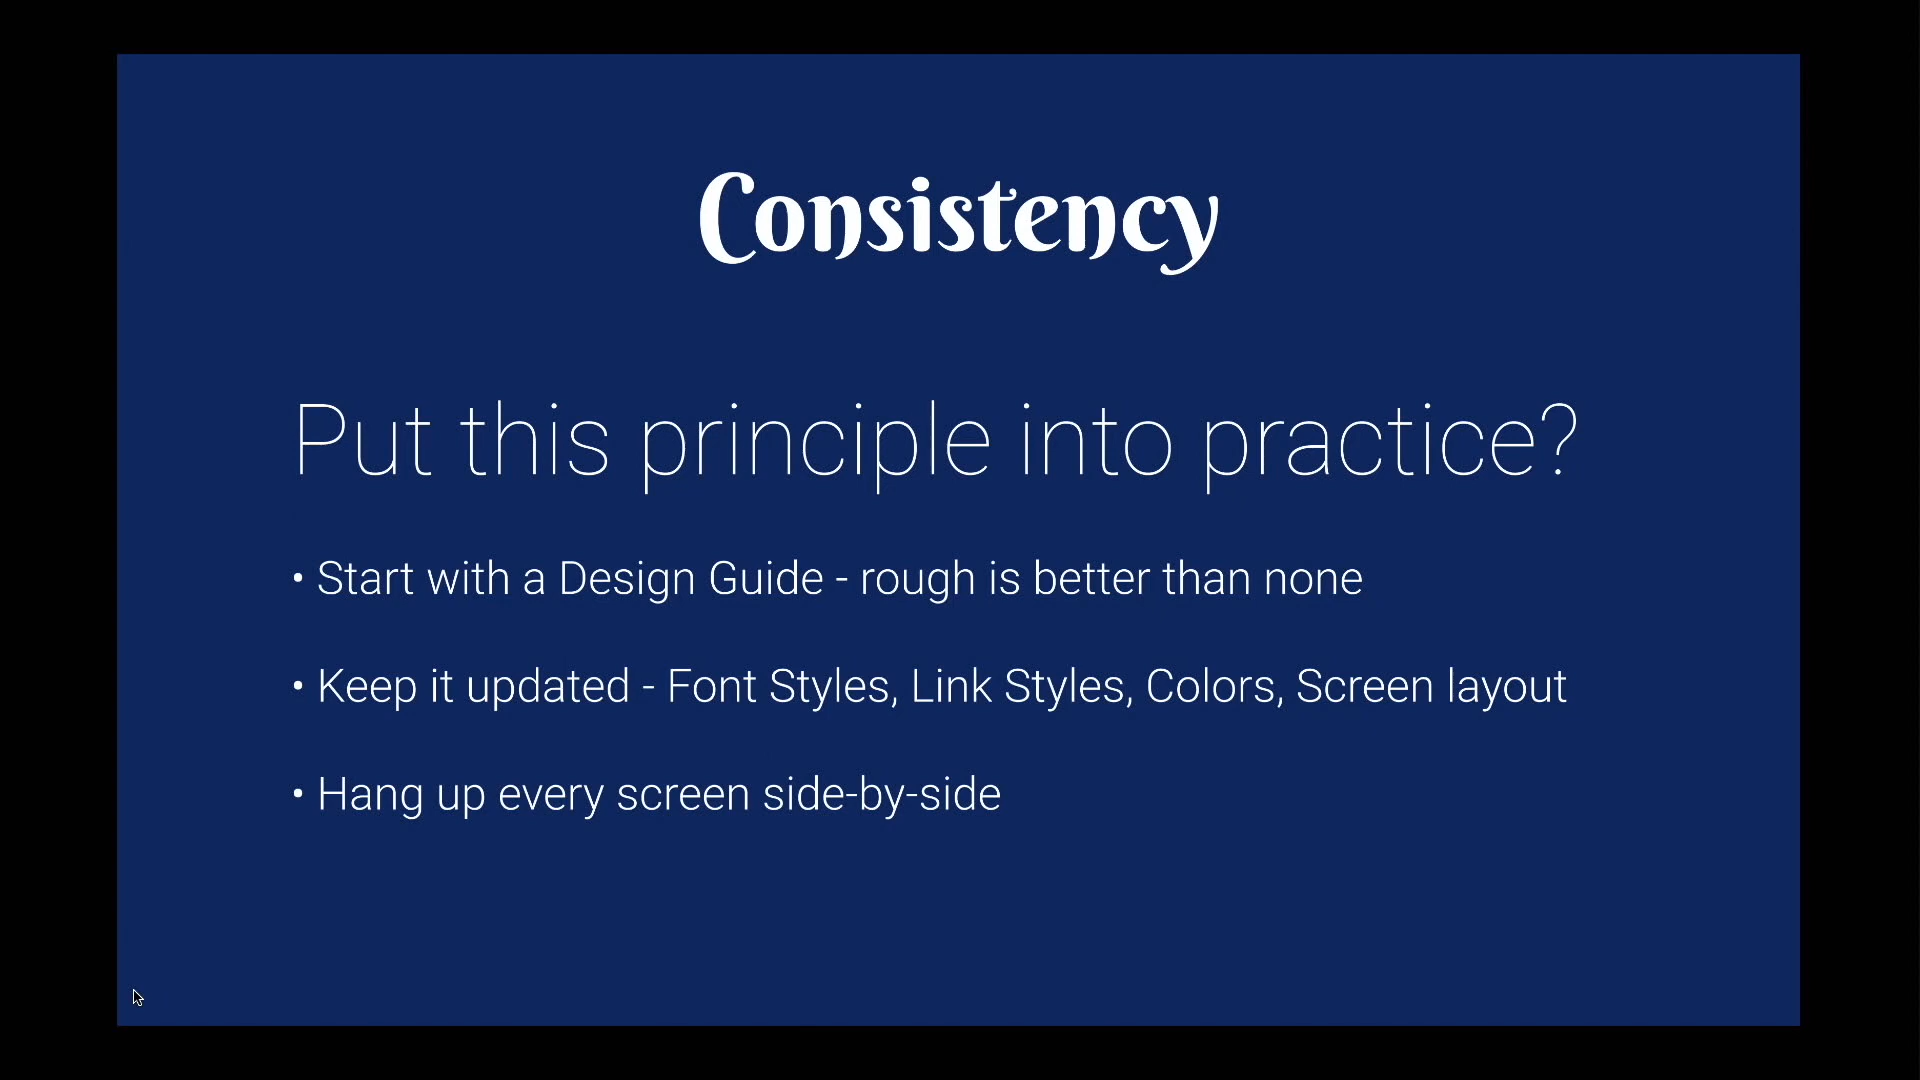 Consistency
Put this principle into practice?
• Start with a Design Guide - rough is better than none
• Keep it updated - Font Styles, Link Styles, Colors, Screen layout
• Hang up every screen side-by-side